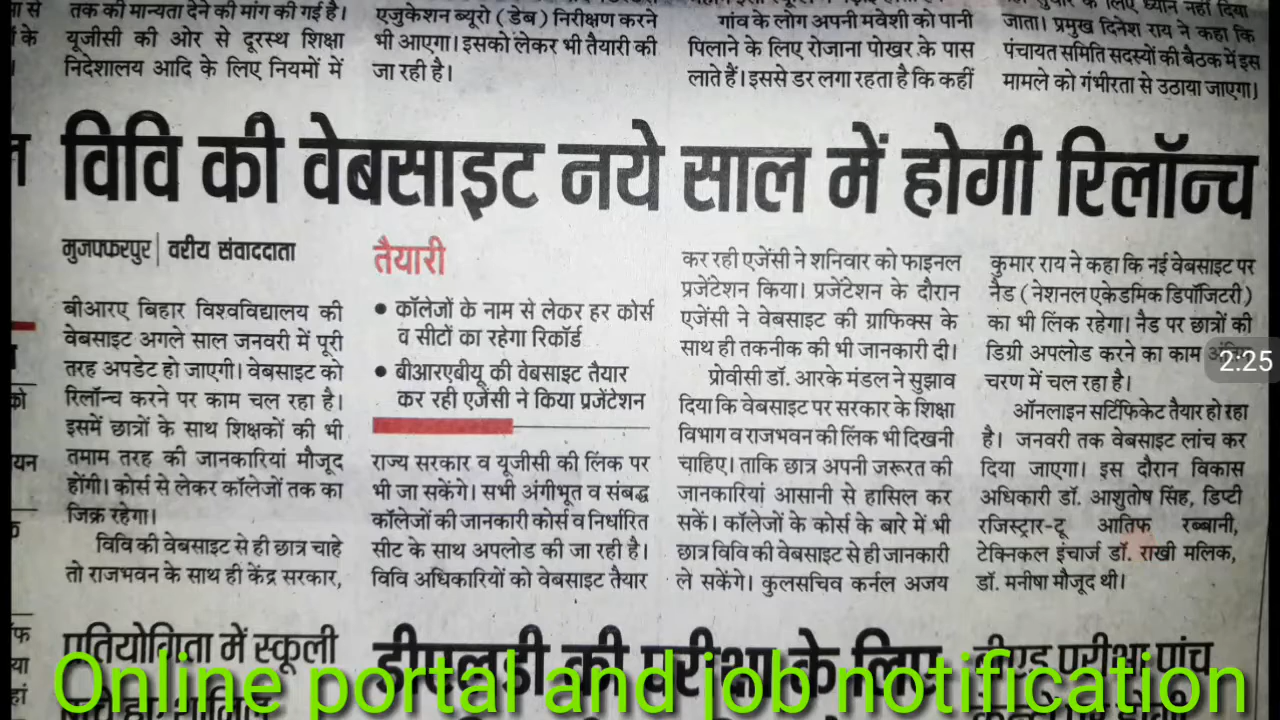 तक की मान्यता देने की मांग की गई है।
यूजीसी की ओर से दूरस्थ शिक्षा
निदेशालय आदि के लिए नियमों में
एजुकेशन ब्यूरो (डेब) निरीक्षण करने
भी आएगा। इसको लेकर भी तैयारी की
जा रही है।
गांव के लोग अपनी मवेशी को पानी
पिलाने के लिए रोजाना पोखर के पास
लाते हैं। इससे डर लगा रहता है कि कहीं
जाता। प्रमुख दिनेश राय ने कहा कि
पंचायत समिति सदस्यों की बैठक में इस
मामले को गंभीरता से उठाया जाएगा।
विवि की वेबसाइट नये साल में होगी रिलॉन्च
मुजफ्फरपुर | वरीय संवाददाता
बीआरए बिहार विश्वविद्यालय की
वेबसाइट अगले साल जनवरी में पूरी
तरह अपडेट हो जाएगी। वेबसाइट को
रिलॉन्च करने पर काम चल रहा है।
इसमें छात्रों के साथ शिक्षकों की भी
तमाम तरह की जानकारियां मौजूद
होंगी। कोर्स से लेकर कॉलेजों तक का
जिक्र रहेगा।
विवि की वेबसाइट से ही छात्र चाहे
तो राजभवन के साथ ही केंद्र सरकार,
तैयारी
• कॉलेजों के नाम से लेकर हर कोर्स
व सीटों का रहेगा रिकॉर्ड
• बीआरएबीयू की वेबसाइट तैयार
कर रही एजेंसी ने किया प्रजेंटेशन
राज्य सरकार व यूजीसी की लिंक पर
भी जा सकेंगे। सभी अंगीभूत व संबद्ध
कॉलेजों की जानकारी कोर्स व निर्धारित
सीट के साथ अपलोड की जा रही है।
विवि अधिकारियों को वेबसाइट तैयार
कर रही एजेंसी ने शनिवार को फाइनल
प्रजेंटेशन किया। प्रजेंटेशन के दौरान
एजेंसी ने वेबसाइट की ग्राफिक्स के
साथ ही तकनीक की भी जानकारी दी।
प्रोवीसी डॉ. आरके मंडल ने सुझाव
दिया कि वेबसाइट पर सरकार के शिक्षा
विभाग व राजभवन की लिंक भी दिखनी
चाहिए। ताकि छात्र अपनी जरूरत की
जानकारियां आसानी से हासिल कर
सकें। कॉलेजों के कोर्स के बारे में भी
छात्र विवि की वेबसाइट से ही जानकारी
ले सकेंगे। कुलसचिव कर्नल अजय
कुमार राय ने कहा कि नई वेबसाइट पर
नैड (नेशनल एकेडमिक डिपॉजिटरी)
का भी लिंक रहेगा। नैड पर छात्रों की
डिग्री अपलोड करने का काम
चरण में चल रहा है।
ऑनलाइन सर्टिफिकेट तैयार हो रहा
है। जनवरी तक वेबसाइट लांच कर
दिया जाएगा। इस दौरान विकास
अधिकारी डॉ. आशुतोष सिंह, डिप्टी
रजिस्ट्रार-टू आतिफ रब्बानी,
टेक्निकल इंचार्ज डॉ. राखी मलिक,
डॉ. मनीषा मौजूद थी।
2:25
प्रतियोगिता में स्कूली
डीएलएडी की परीक्षा के लिए
बीएड परीक्षा पांच
Online portal and job notification